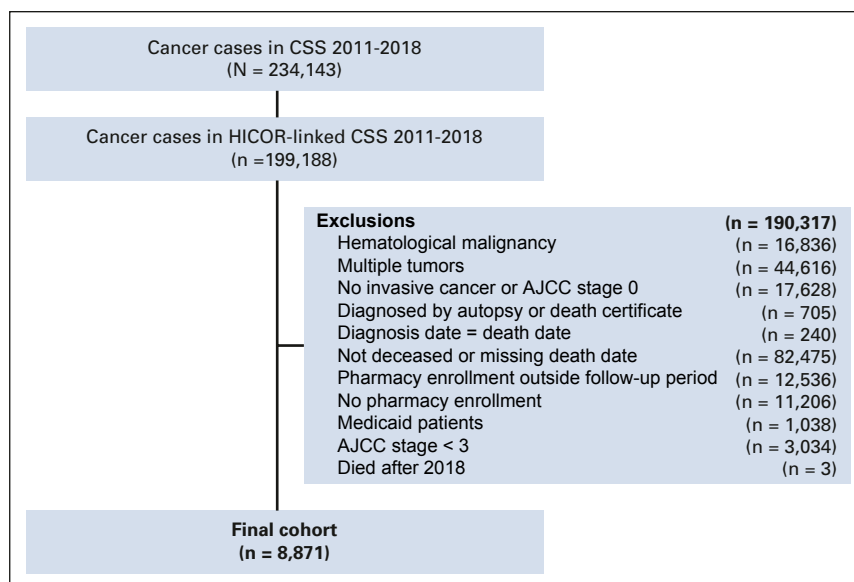 Cancer cases in CSS 2011-2018
(N = 234,143)
Cancer cases in HICOR-linked CSS 2011-2018
(n =199,188)
Exclusions (n = 190,317)
Hematological malignancy (n = 16,836)
Multiple tumors (n = 44,616)
No invasive cancer or AJCC stage 0 (n = 17,628)
Diagnosed by autopsy or death certificate (n = 705)
Diagnosis date = death date (n = 240)
Not deceased or missing death date (n = 82,475)
Pharmacy enrollment outside follow-up period (n = 12,536)
No pharmacy enrollment (n = 11,206)
Medicaid patients (n = 1,038)
AJCC stage < 3 (n = 3,034)
Died after 2018 (n = 3)
Final cohort
(n = 8,871)